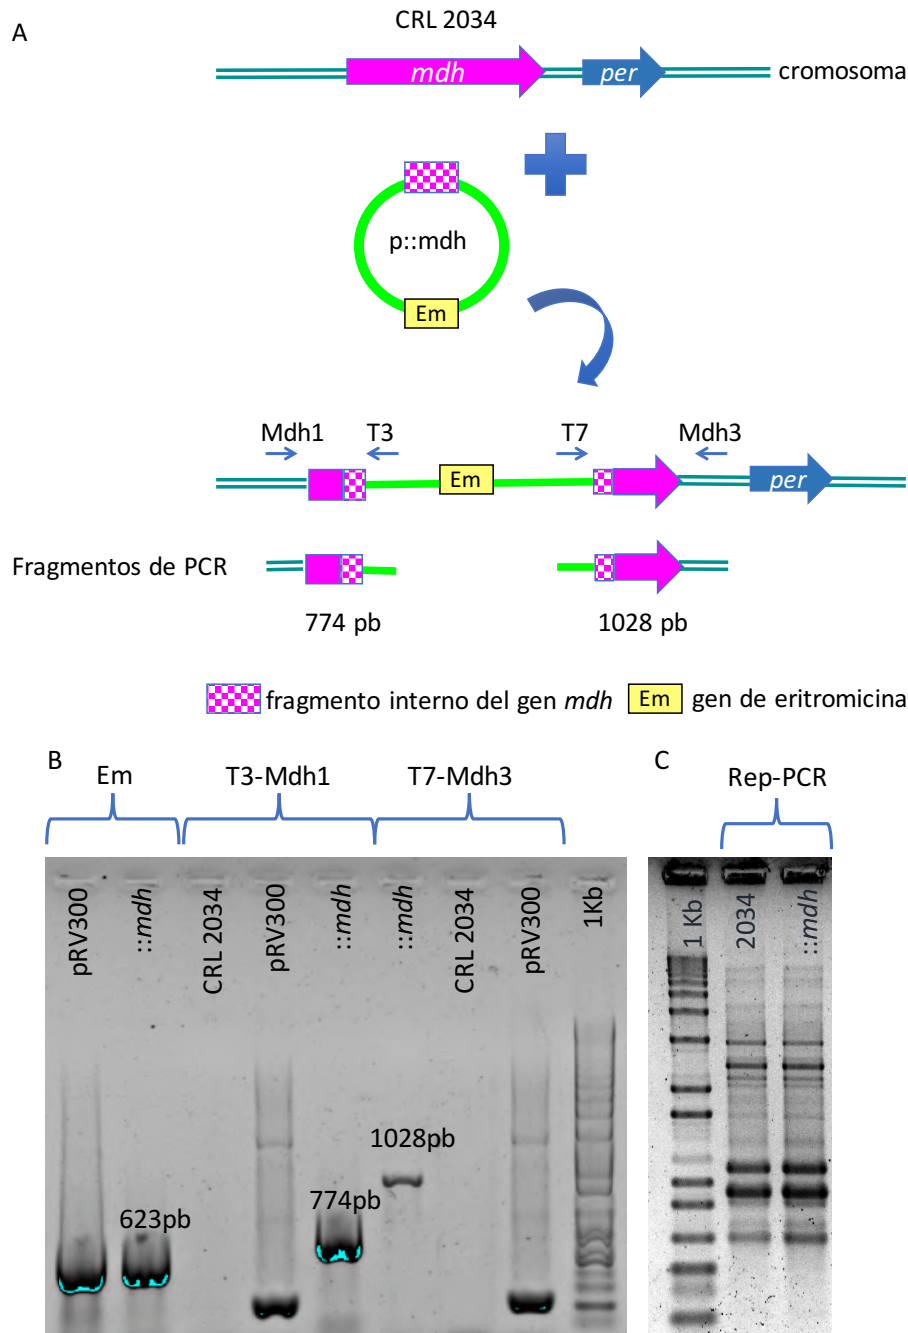 A
CRL 2034
mdh
per
cromosoma
p::mdh
Em
Mdh1
T3
T7
Mdh3
Em
per
Fragmentos de PCR
774 pb
1028 pb
fragmento interno del gen mdh
Em
gen de eritromicina
B
Em
T3-Mdh1
T7-Mdh3
pRV300
::mdh
CRL 2034
pRV300
::mdh
::mdh
CRL 2034
pRV300
1Kb
623pb
774pb
1028pb
C
Rep-PCR
1 Kb
2034
::mdh